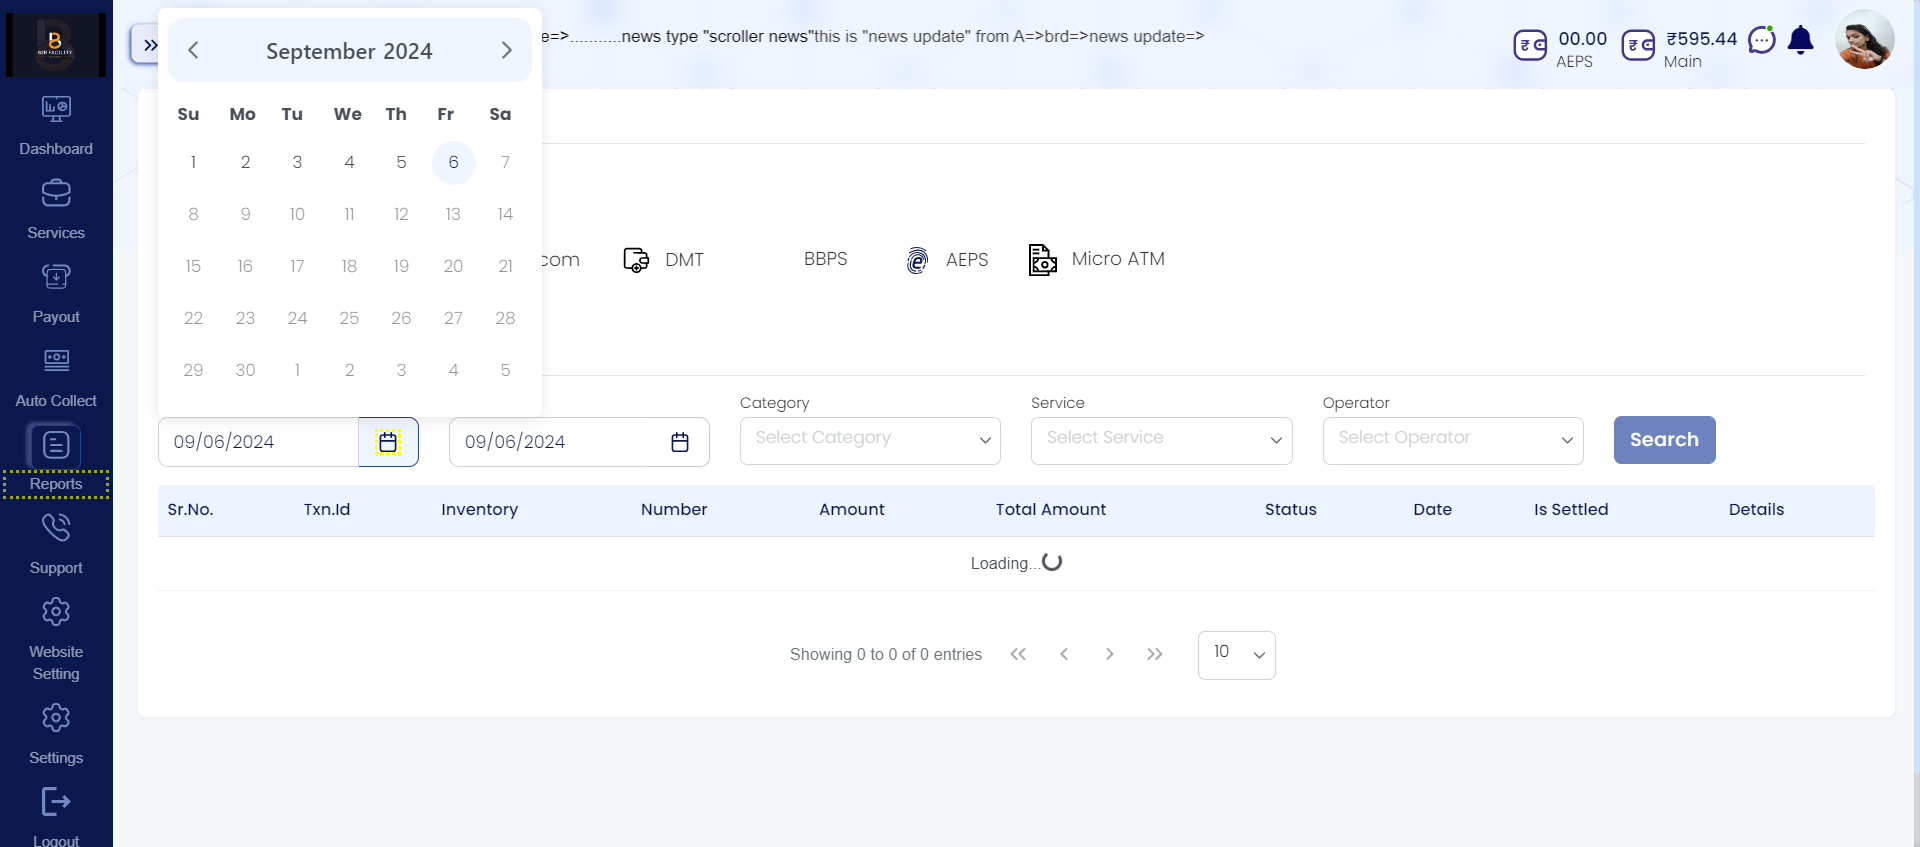 B2B FACILITY
e=>...........news type "scroller news"this is "news update" from A=>brd=>news update=>
00.00
AEPS
₹595.44
Main
Dashboard
Services
Payout
Auto Collect
Reports
Support
Website
Setting
Settings
Logout
September 2024
Su Mo Tu We Th Fr Sa
1 2 3 4 5 6 7
8 9 10 11 12 13 14
15 16 17 18 19 20 21
22 23 24 25 26 27 28
29 30 1 2 3 4 5
com DMT BBPS AEPS Micro ATM
Category Service Operator
09/06/2024 09/06/2024 Select Category Select Service Select Operator Search
Sr.No. Txn.Id Inventory Number Amount Total Amount Status Date Is Settled Details
Loading...
Showing 0 to 0 of 0 entries 10